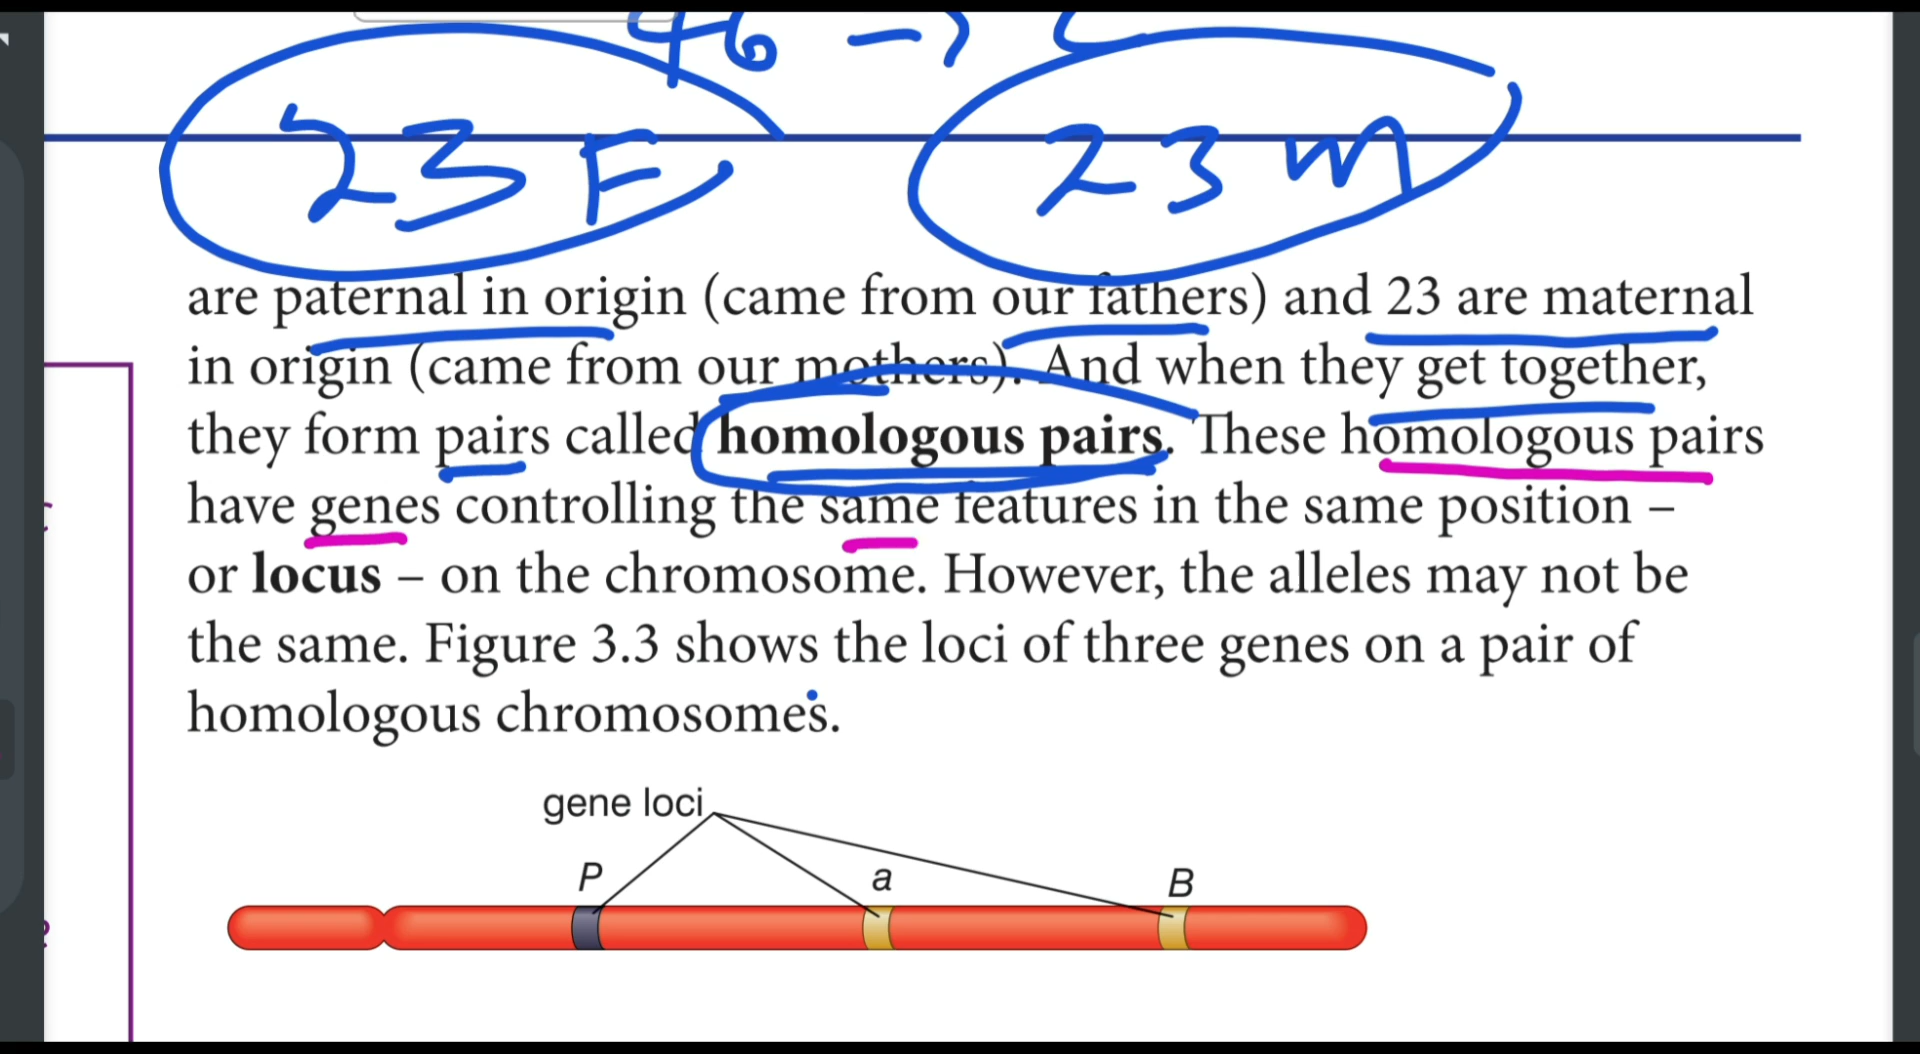 46 →
23 F 23 m
are paternal in origin (came from our fathers) and 23 are maternal
in origin (came from our mothers). And when they get together,
they form pairs called homologous pairs. These homologous pairs
have genes controlling the same features in the same position –
or locus – on the chromosome. However, the alleles may not be
the same. Figure 3.3 shows the loci of three genes on a pair of
homologous chromosomes.
gene loci
P a B